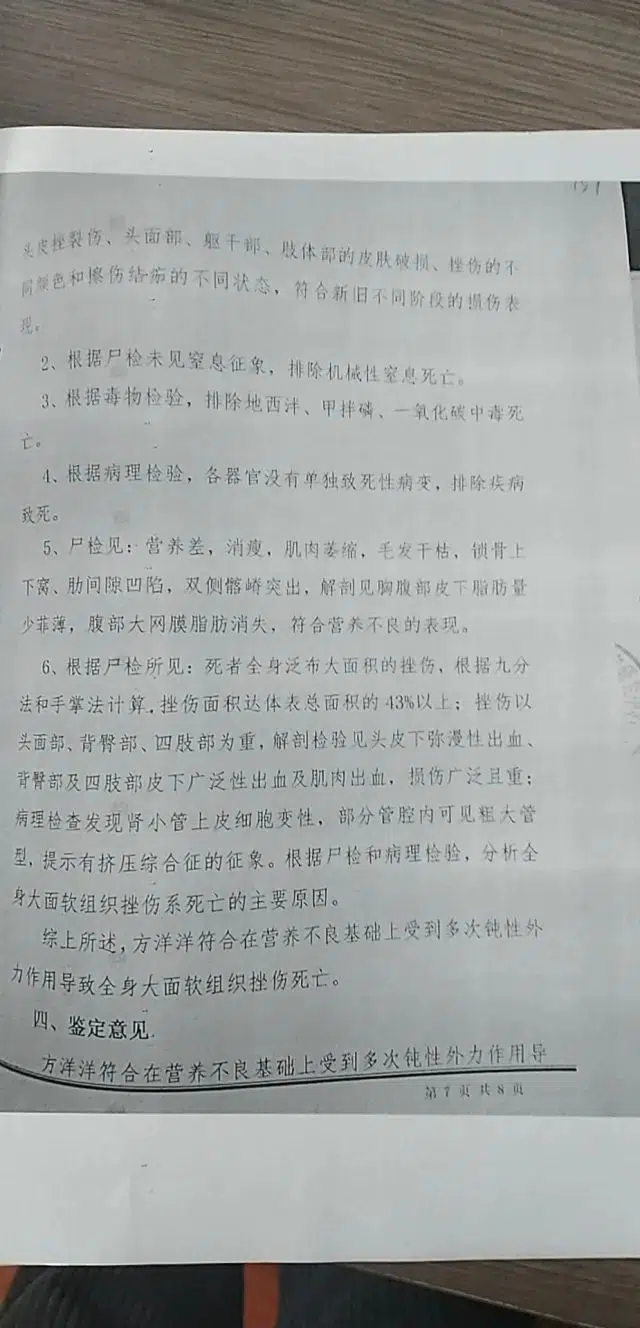 头皮挫裂伤、头面部、躯干部、肢体部的皮肤破损、挫伤的不
同颜色和擦伤结痂的不同状态，符合新旧不同阶段的损伤表
现。
2、根据尸检未见窒息征象，排除机械性窒息死亡。
3、根据毒物检验，排除地西泮、甲拌磷、一氧化碳中毒死
亡。
4、根据病理检验，各器官没有单独致死性病变，排除疾病
致死。
5、尸检见：营养差，消瘦，肌肉萎缩，毛发干枯，锁骨上
下窝、肋间隙凹陷，双侧髂嵴突出，解剖见胸腹部皮下脂肪量
少菲薄，腹部大网膜脂肪消失，符合营养不良的表现。
6、根据尸检所见：死者全身泛布大面积的挫伤，根据九分
法和手掌法计算，挫伤面积达体表总面积的43%以上；挫伤以
头面部、背臀部、四肢部为重，解剖检验见头皮下弥漫性出血、
背臀部及四肢部皮下广泛性出血及肌肉出血，损伤广泛且重；
病理检查发现肾小管上皮细胞变性，部分管腔内可见粗大管
型，提示有挤压综合征的征象。根据尸检和病理检验，分析全
身大面软组织挫伤系死亡的主要原因。
综上所述，方洋洋符合在营养不良基础上受到多次钝性外
力作用导致全身大面软组织挫伤死亡。
四、鉴定意见
方洋洋符合在营养不良基础上受到多次钝性外力作用导
第7页共8页